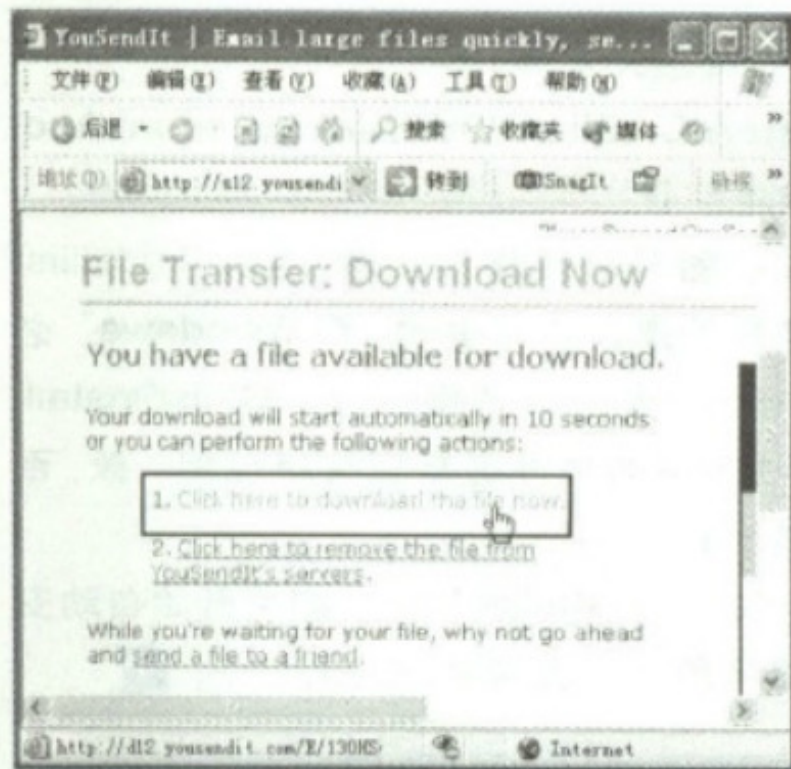 YouSendIt | Email large files quickly, se...
文件(F) 编辑(E) 查看(V) 收藏(A) 工具(T) 帮助(H)
后退 搜索 收藏夹 媒体 »
地址(D) http://s12.yousendi 转到 SnagIt 链接 »
File Transfer: Download Now
You have a file available for download.
Your download will start automatically in 10 seconds
or you can perform the following actions:
1. Click here to download the file now.
2. Click here to remove the file from
YouSendIt's servers.
While you're waiting for your file, why not go ahead
and send a file to a friend.
http://d12.yousendit.com/E/130HS Internet